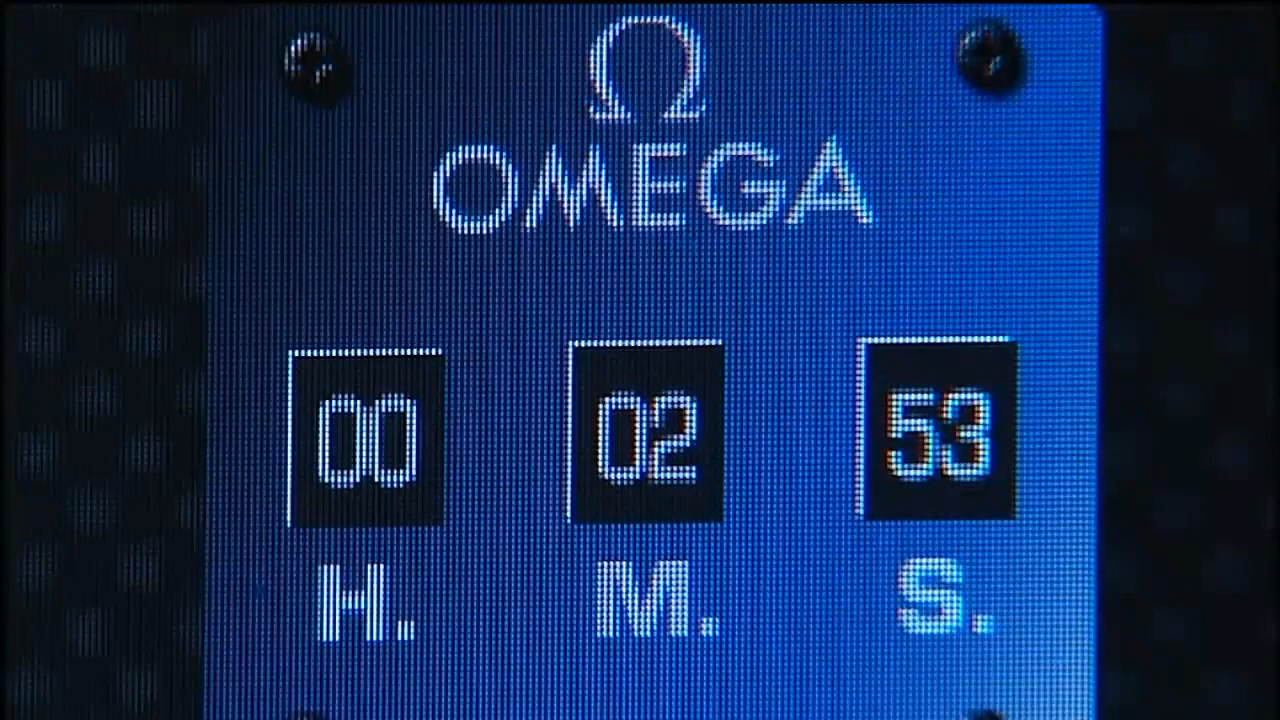 Ω
OMEGA
00 02 53
H. M. S.